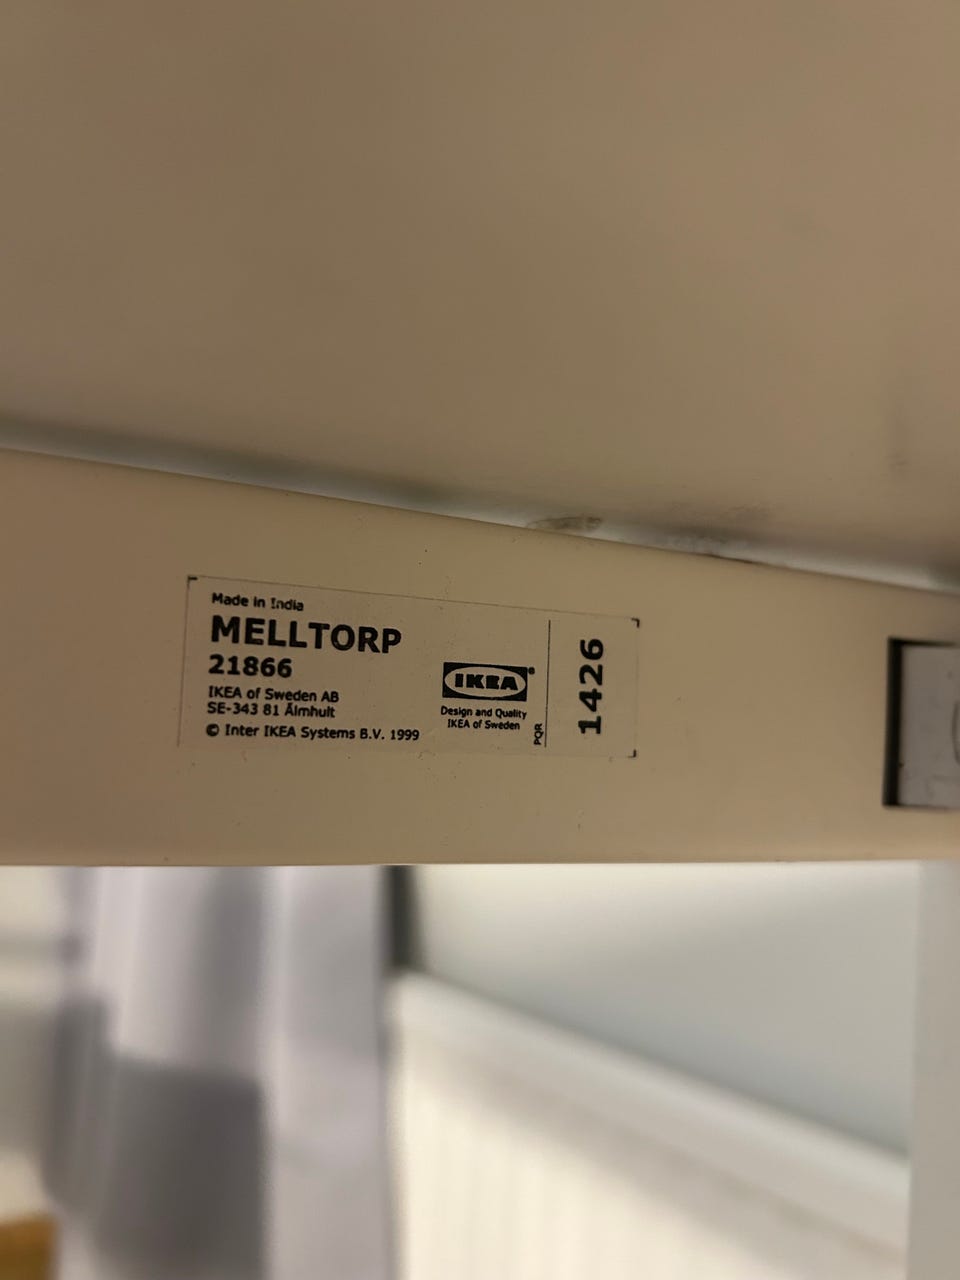 Made in India
MELLTORP
21866
IKEA of Sweden AB
SE-343 81 Älmhult
© Inter IKEA Systems B.V. 1999
IKEA®
Design and Quality
IKEA of Sweden
PQR
1426